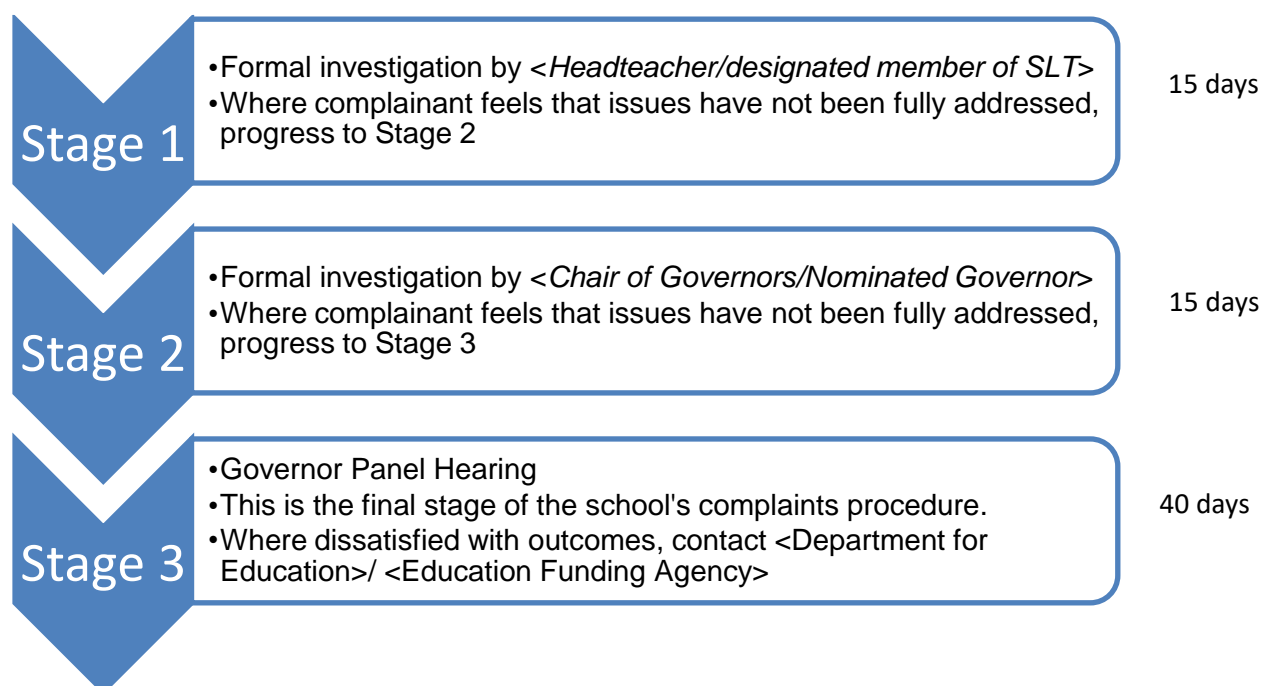 Stage 1
•Formal investigation by <Headteacher/designated member of SLT>
•Where complainant feels that issues have not been fully addressed,
progress to Stage 2
15 days
Stage 2
•Formal investigation by <Chair of Governors/Nominated Governor>
•Where complainant feels that issues have not been fully addressed,
progress to Stage 3
15 days
Stage 3
•Governor Panel Hearing
•This is the final stage of the school's complaints procedure.
•Where dissatisfied with outcomes, contact <Department for
Education>/ <Education Funding Agency>
40 days